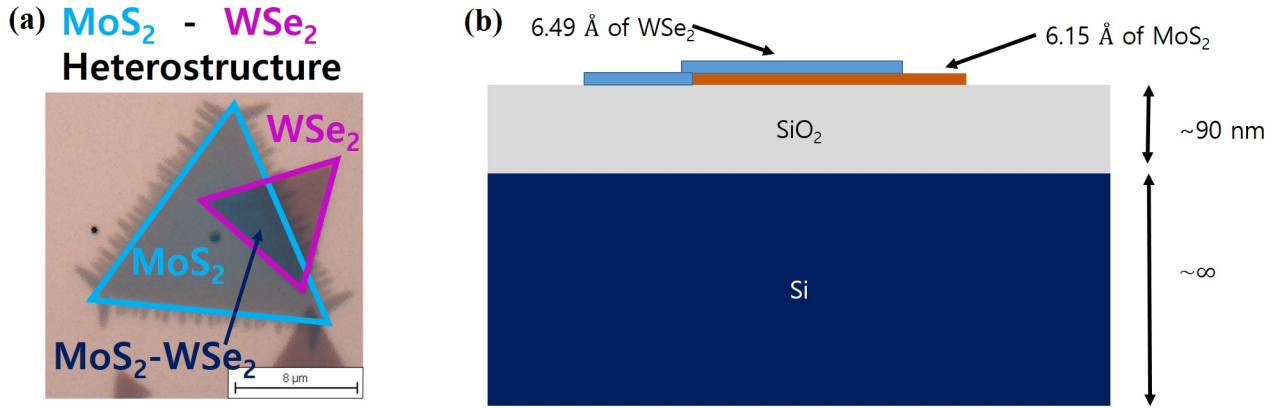 (a) MoS₂ - WSe₂
Heterostructure
WSe₂
MoS₂
MoS₂-WSe₂
8 µm
(b)
6.49 Å of WSe₂
6.15 Å of MoS₂
SiO₂
~90 nm
Si
~∞